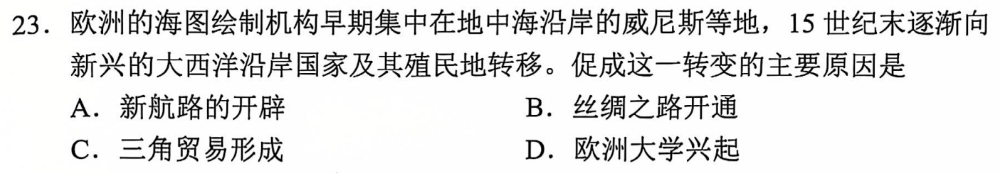 23．欧洲的海图绘制机构早期集中在地中海沿岸的威尼斯等地，15 世纪末逐渐向
新兴的大西洋沿岸国家及其殖民地转移。促成这一转变的主要原因是
A．新航路的开辟 B．丝绸之路开通
C．三角贸易形成 D．欧洲大学兴起